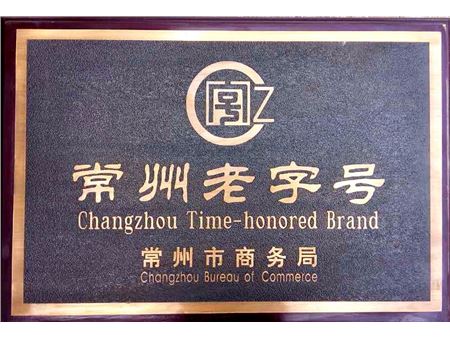 常州老字号
Changzhou Time-honored Brand
常州市商务局
Changzhou Bureau of Commerce